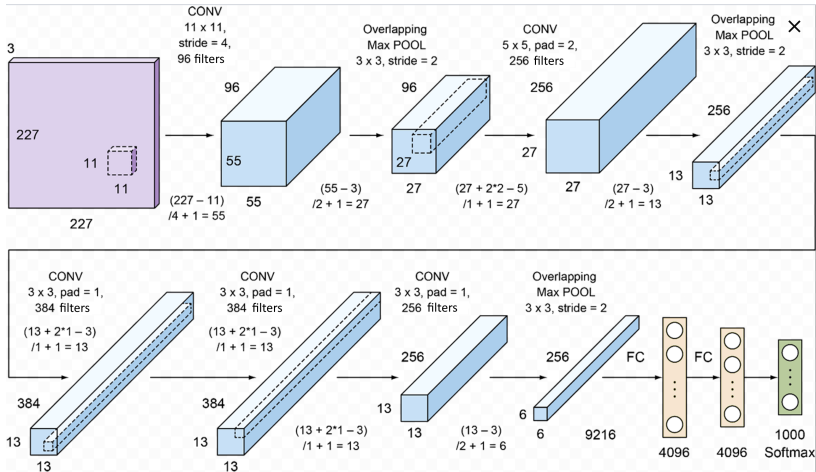 3
227
11
11
227
CONV
11 x 11,
stride = 4,
96 filters
(227 – 11)
/4 + 1 = 55
96
55
55
Overlapping
Max POOL
3 x 3, stride = 2
(55 – 3)
/2 + 1 = 27
96
27
27
CONV
5 x 5, pad = 2,
256 filters
(27 + 2*2 – 5)
/1 + 1 = 27
256
27
27
Overlapping
Max POOL
3 x 3, stride = 2
(27 – 3)
/2 + 1 = 13
256
13
13
CONV
3 x 3, pad = 1,
384 filters
(13 + 2*1 – 3)
/1 + 1 = 13
384
13
13
CONV
3 x 3, pad = 1,
384 filters
(13 + 2*1 – 3)
/1 + 1 = 13
384
13
13
CONV
3 x 3, pad = 1,
256 filters
(13 + 2*1 – 3)
/1 + 1 = 13
256
13
13
Overlapping
Max POOL
3 x 3, stride = 2
(13 – 3)
/2 + 1 = 6
256
6
6
9216
FC
4096
FC
4096
1000
Softmax